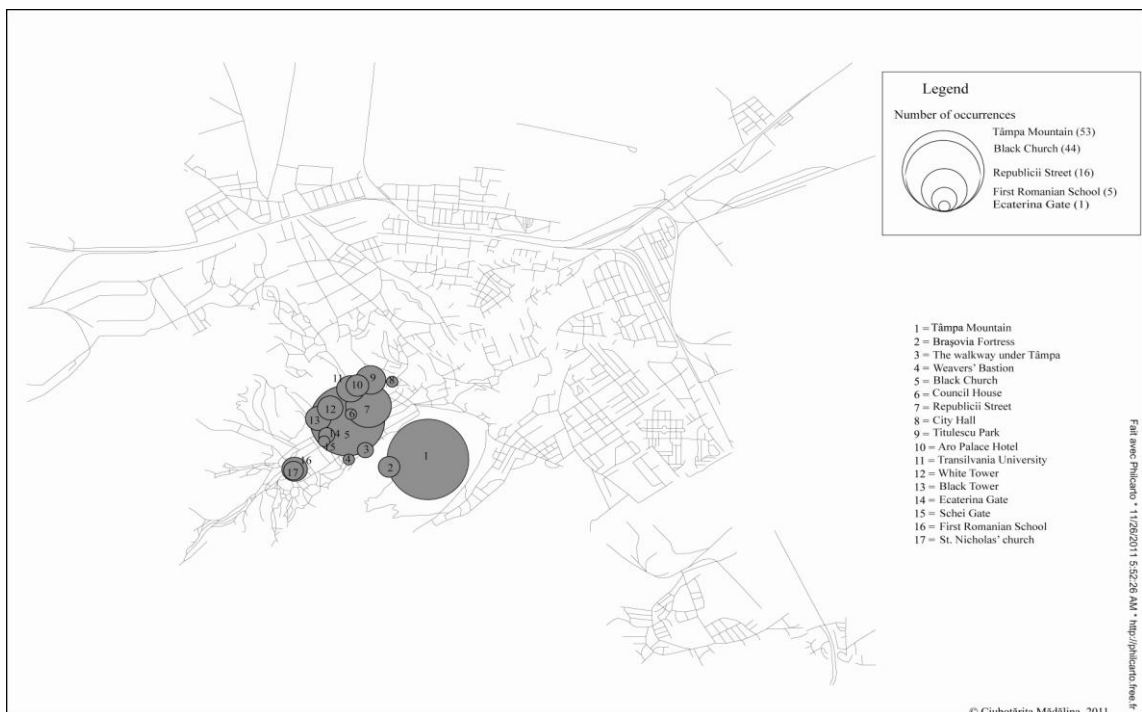 Legend
Number of occurrences
Tâmpa Mountain (53)
Black Church (44)
Republicii Street (16)
First Romanian School (5)
Ecaterina Gate (1)
1 = Tâmpa Mountain
2 = Brașovia Fortress
3 = The walkway under Tâmpa
4 = Weavers' Bastion
5 = Black Church
6 = Council House
7 = Republicii Street
8 = City Hall
9 = Titulescu Park
10 = Aro Palace Hotel
11 = Transilvania University
12 = White Tower
13 = Black Tower
14 = Ecaterina Gate
15 = Schei Gate
16 = First Romanian School
17 = St. Nicholas' church
11
10
9
8
12
13
6
7
14
5
15
4
3
2
1
16
17
Fait avec Philcarto * 11/26/2011 5:52:26 AM * http://philcarto.free.fr
© Ciubotărița Mădălina, 2011